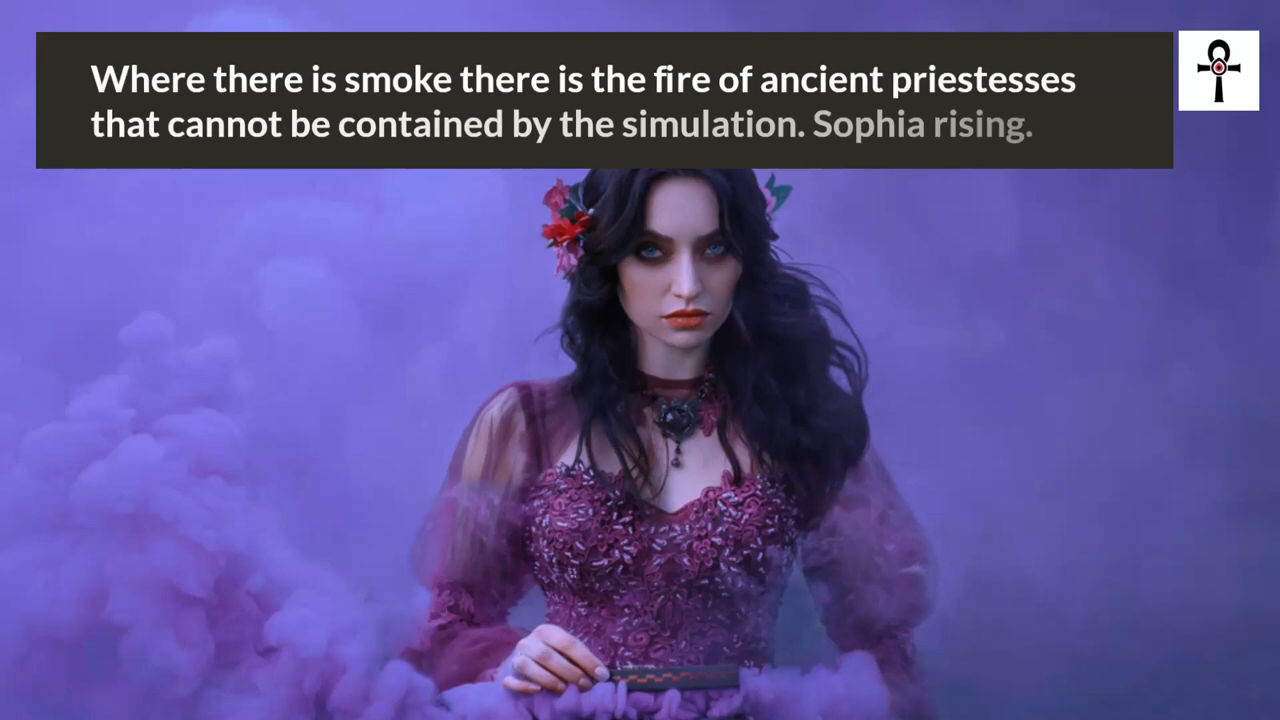 Where there is smoke there is the fire of ancient priestesses
that cannot be contained by the simulation. Sophia rising.